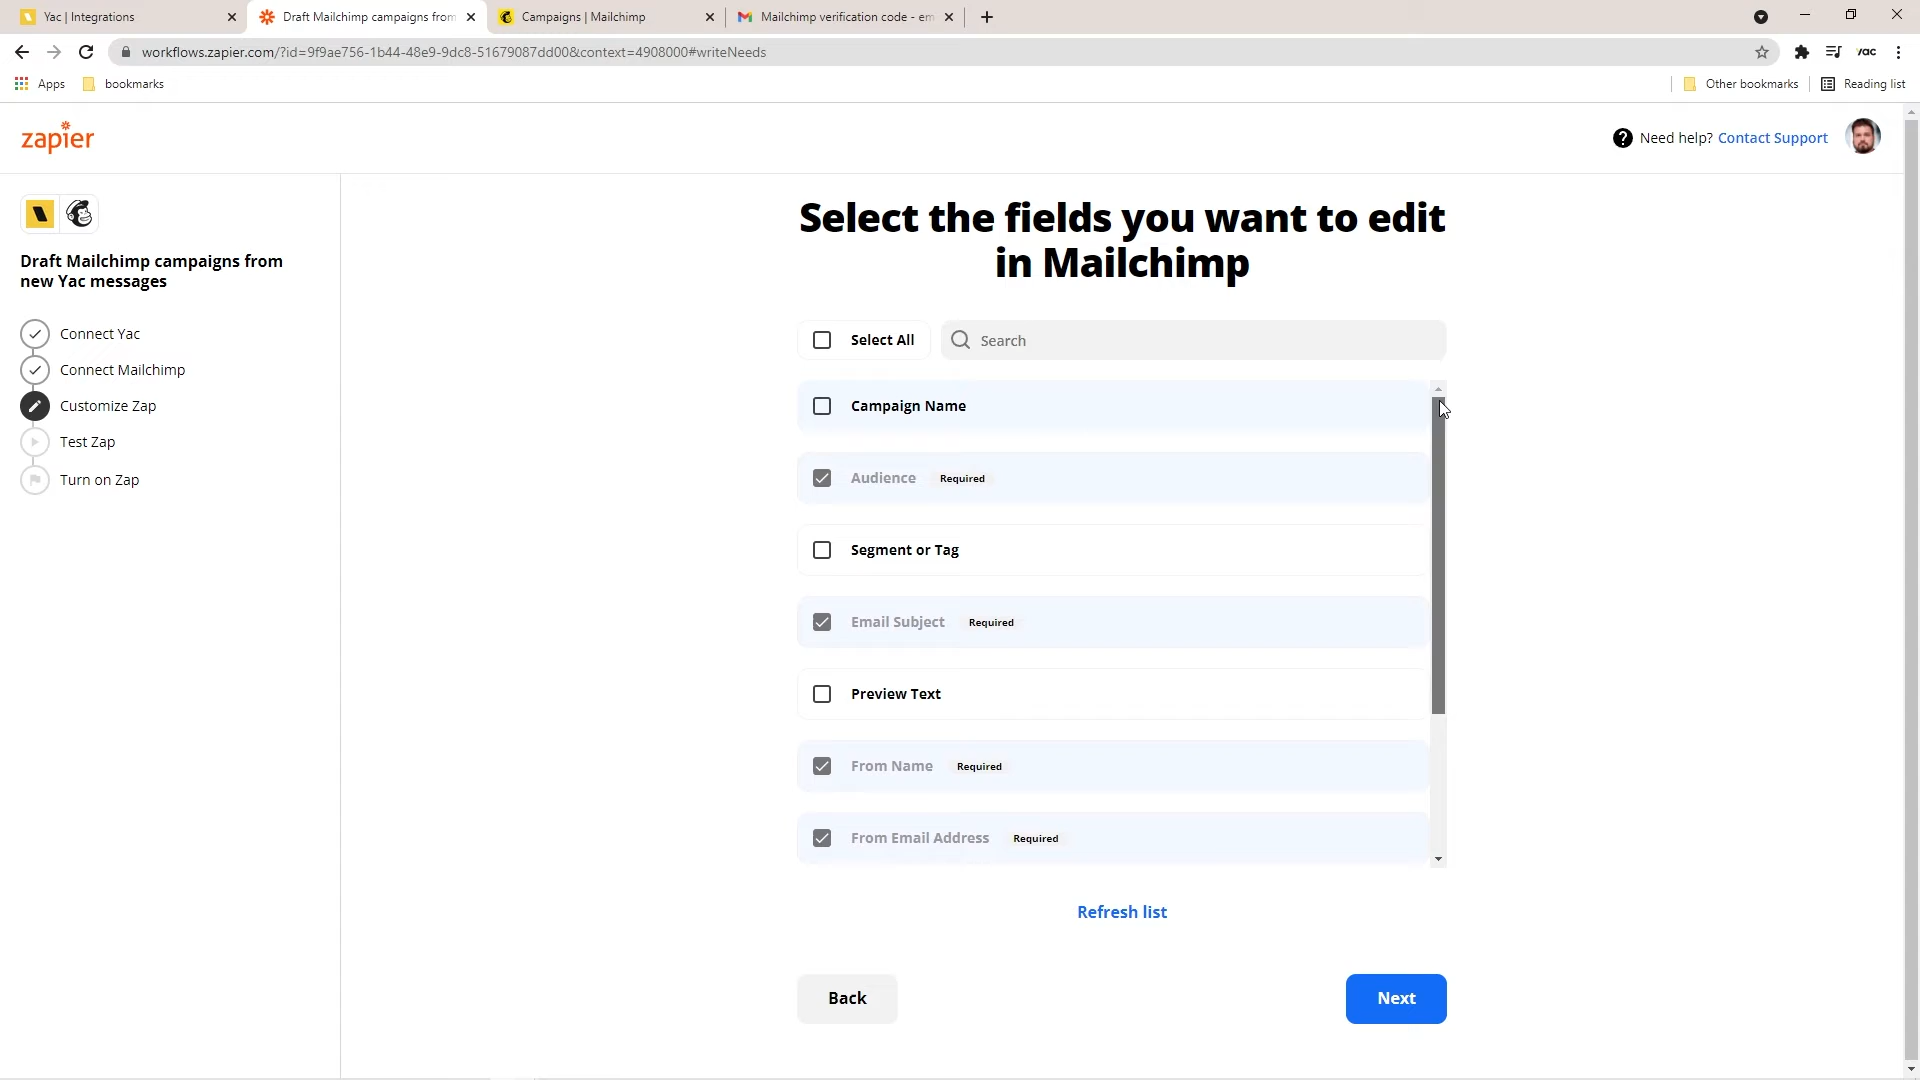 Yac | Integrations
Draft Mailchimp campaigns from
Campaigns | Mailchimp
Mailchimp verification code - em
workflows.zapier.com/?id=9f9ae756-1b44-48e9-9dc8-51679087dd00&context=4908000#writeNeeds
yac
Apps
bookmarks
Other bookmarks
Reading list
zapier
Need help? Contact Support
Draft Mailchimp campaigns from
new Yac messages
Connect Yac
Connect Mailchimp
Customize Zap
Test Zap
Turn on Zap
Select the fields you want to edit
in Mailchimp
Select All
Search
Campaign Name
Audience Required
Segment or Tag
Email Subject Required
Preview Text
From Name Required
From Email Address Required
Refresh list
Back
Next